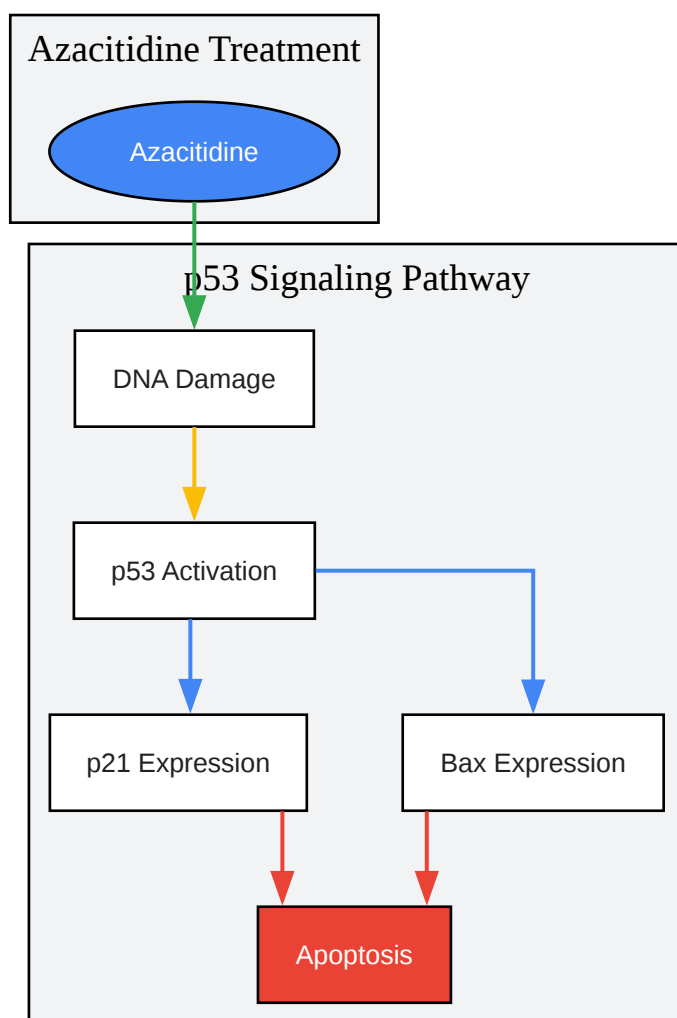 Azacitidine Treatment
Azacitidine
p53 Signaling Pathway
DNA Damage
p53 Activation
p21 Expression
Bax Expression
Apoptosis